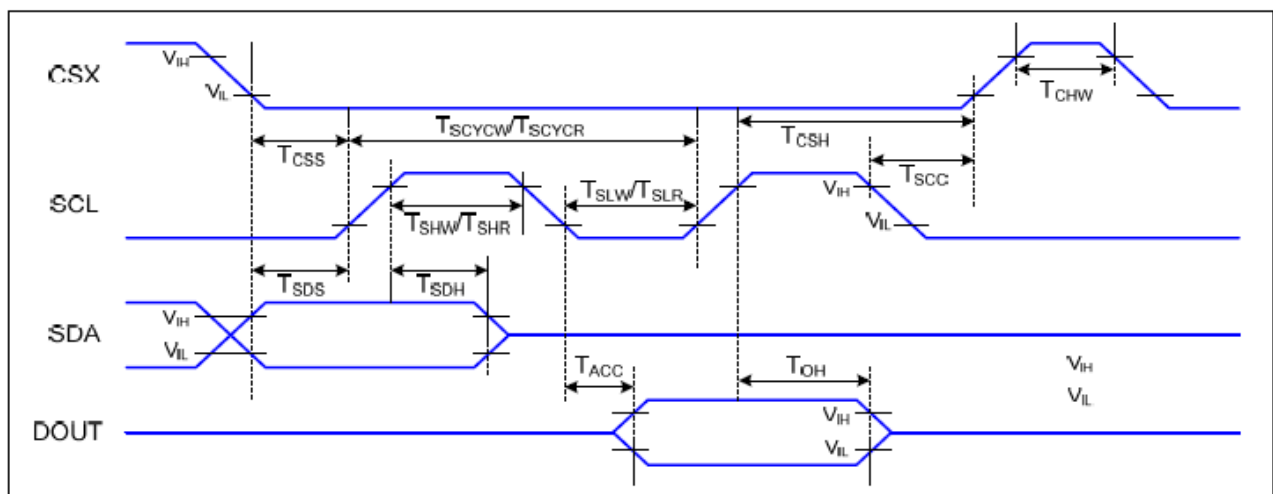 CSX
VIH
VIL
TCHW
TSCYCW/TSCYCR
TCSS
TCSH
TSCC
SCL
TSLW/TSLR
VIH
VIL
TSHW/TSHR
TSDS
TSDH
SDA
VIH
VIL
TACC
TOH
VIH
VIL
DOUT
VIH
VIL